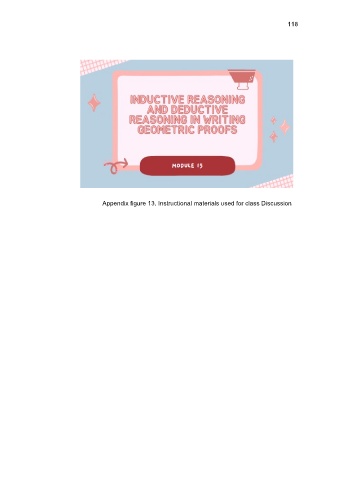 118
INDUCTIVE REASONING
AND DEDUCTIVE
REASONING IN WRITING
GEOMETRIC PROOFS
MODULE 13
Appendix figure 13. Instructional materials used for class Discussion